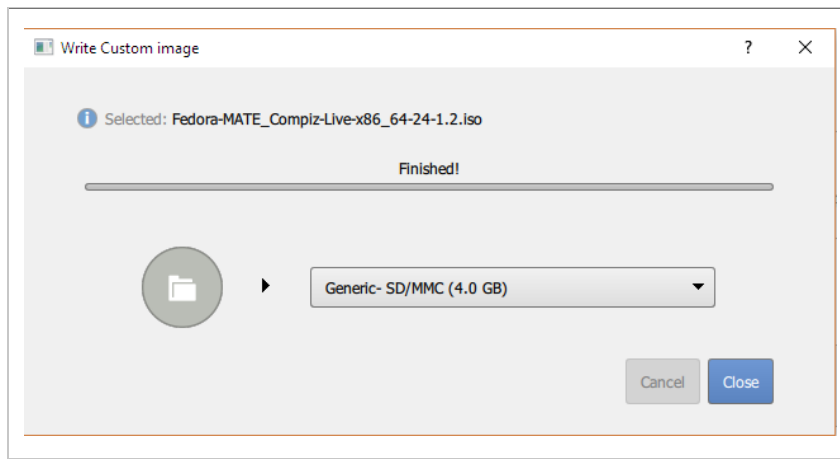 Write Custom image
?
Selected: Fedora-MATE_Compiz-Live-x86_64-24-1.2.iso
Finished!
Generic- SD/MMC (4.0 GB)
Cancel
Close